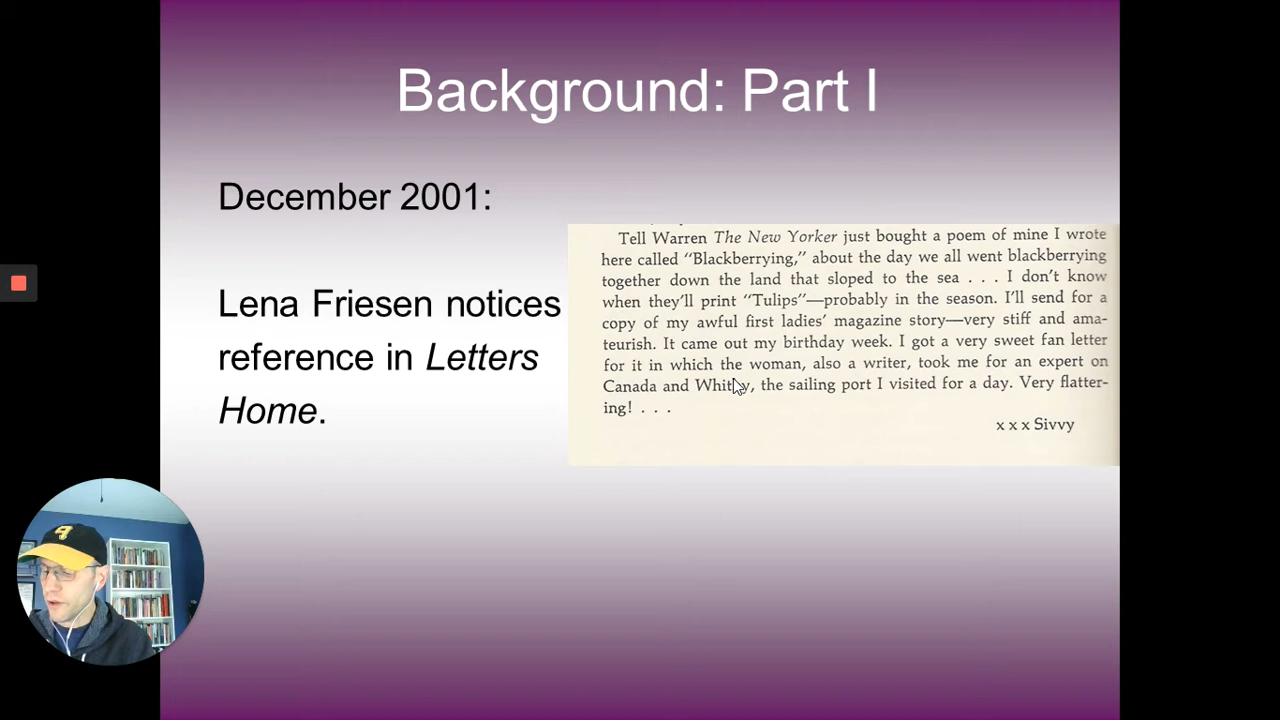 Background: Part I
December 2001:
Lena Friesen notices
reference in Letters
Home.
Tell Warren The New Yorker just bought a poem of mine I wrote
here called “Blackberrying,” about the day we all went blackberrying
together down the land that sloped to the sea . . . I don’t know
when they’ll print “Tulips”—probably in the season. I’ll send for a
copy of my awful first ladies’ magazine story—very stiff and ama-
teurish. It came out my birthday week. I got a very sweet fan letter
for it in which the woman, also a writer, took me for an expert on
Canada and Whitby, the sailing port I visited for a day. Very flatter-
ing! . . .
x x x Sivvy